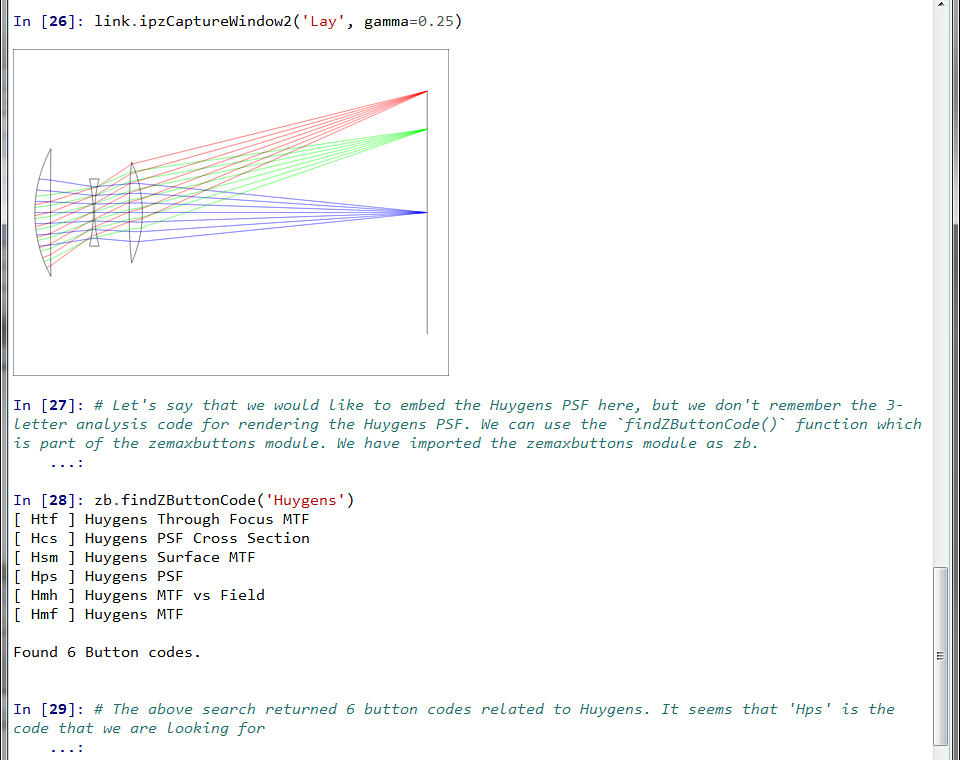 In [26]: link.ipzCaptureWindow2('Lay', gamma=0.25)
In [27]: # Let's say that we would like to embed the Huygens PSF here, but we don't remember the 3-
letter analysis code for rendering the Huygens PSF. We can use the `findZButtonCode()` function which
is part of the zemaxbuttons module. We have imported the zemaxbuttons module as zb.
...:
In [28]: zb.findZButtonCode('Huygens')
[ Htf ] Huygens Through Focus MTF
[ Hcs ] Huygens PSF Cross Section
[ Hsm ] Huygens Surface MTF
[ Hps ] Huygens PSF
[ Hmh ] Huygens MTF vs Field
[ Hmf ] Huygens MTF
Found 6 Button codes.
In [29]: # The above search returned 6 button codes related to Huygens. It seems that 'Hps' is the
code that we are looking for
...: